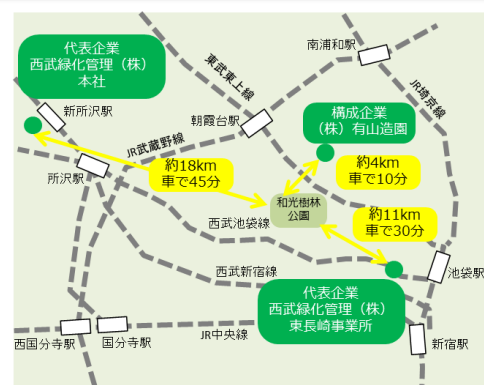 代表企業
西武緑化管理（株）
本社
南浦和駅
東武東上線
JR埼京線
新所沢駅
朝霞台駅
構成企業
（株）有山造園
JR武蔵野線
約18km
車で45分
約4km
車で10分
所沢駅
和光樹林
公園
約11km
車で30分
西武池袋線
西武新宿線
池袋駅
代表企業
西武緑化管理（株）
東長崎事業所
西国分寺駅
国分寺駅
JR中央線
新宿駅